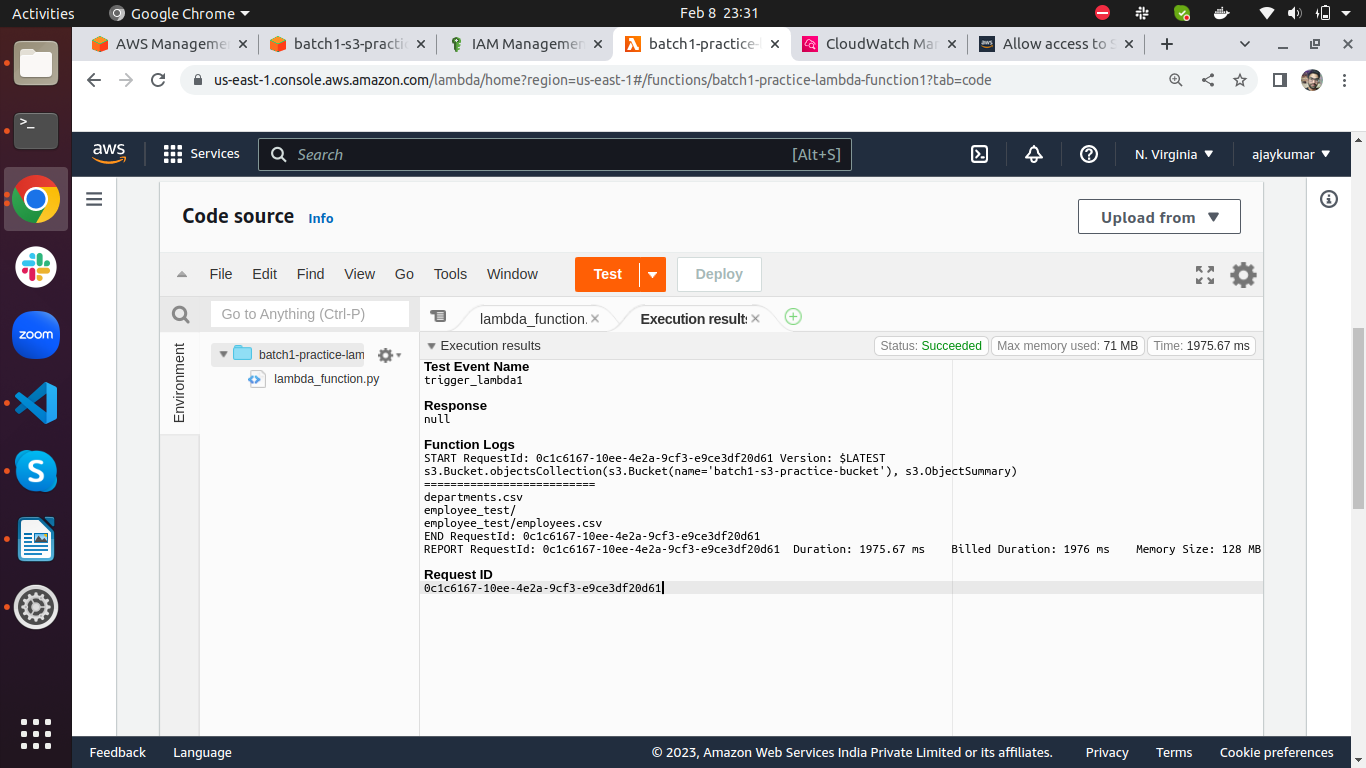 Activities
Google Chrome
Feb 8 23:31
AWS Manageme
batch1-s3-practic
IAM Managemen
batch1-practice-
CloudWatch Ma
Allow access to S
us-east-1.console.aws.amazon.com/lambda/home?region=us-east-1#/functions/batch1-practice-lambda-function1?tab=code
aws
Services
Search
[Alt+S]
N. Virginia
ajaykumar
Code source
Info
Upload from
File Edit Find View Go Tools Window
Test
Deploy
Go to Anything (Ctrl-P)
lambda_function.
Execution results
Environment
batch1-practice-lam
lambda_function.py
Execution results
Status: Succeeded
Max memory used: 71 MB
Time: 1975.67 ms
Test Event Name
trigger_lambda1
Response
null
Function Logs
START RequestId: 0c1c6167-10ee-4e2a-9cf3-e9ce3df20d61 Version: $LATEST
s3.Bucket.objectsCollection(s3.Bucket(name='batch1-s3-practice-bucket'), s3.ObjectSummary)
==========================
departments.csv
employee_test/
employee_test/employees.csv
END RequestId: 0c1c6167-10ee-4e2a-9cf3-e9ce3df20d61
REPORT RequestId: 0c1c6167-10ee-4e2a-9cf3-e9ce3df20d61 Duration: 1975.67 ms Billed Duration: 1976 ms Memory Size: 128 MB
Request ID
0c1c6167-10ee-4e2a-9cf3-e9ce3df20d61
zoom
Feedback
Language
© 2023, Amazon Web Services India Private Limited or its affiliates.
Privacy
Terms
Cookie preferences